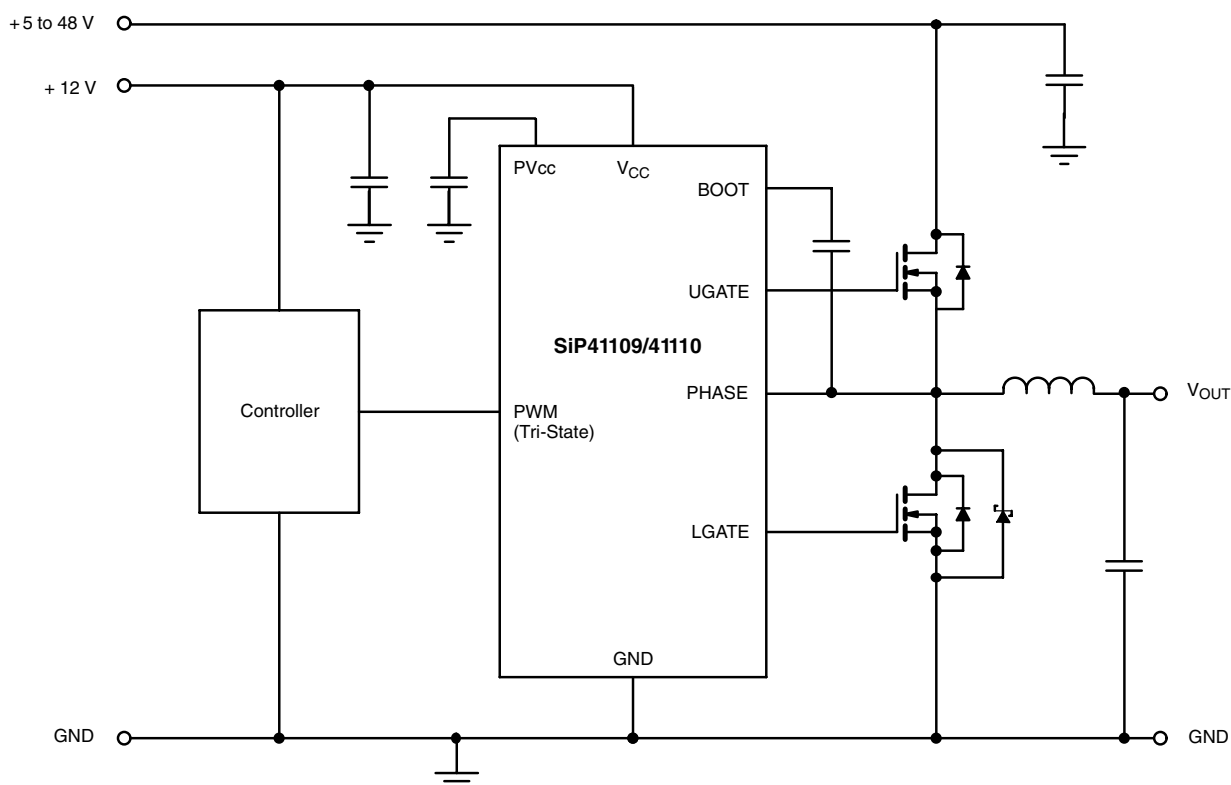 +5 to 48 V
+ 12 V
PVcc
VCC
BOOT
UGATE
SiP41109/41110
PHASE
VOUT
Controller
PWM
(Tri-State)
LGATE
GND
GND
GND